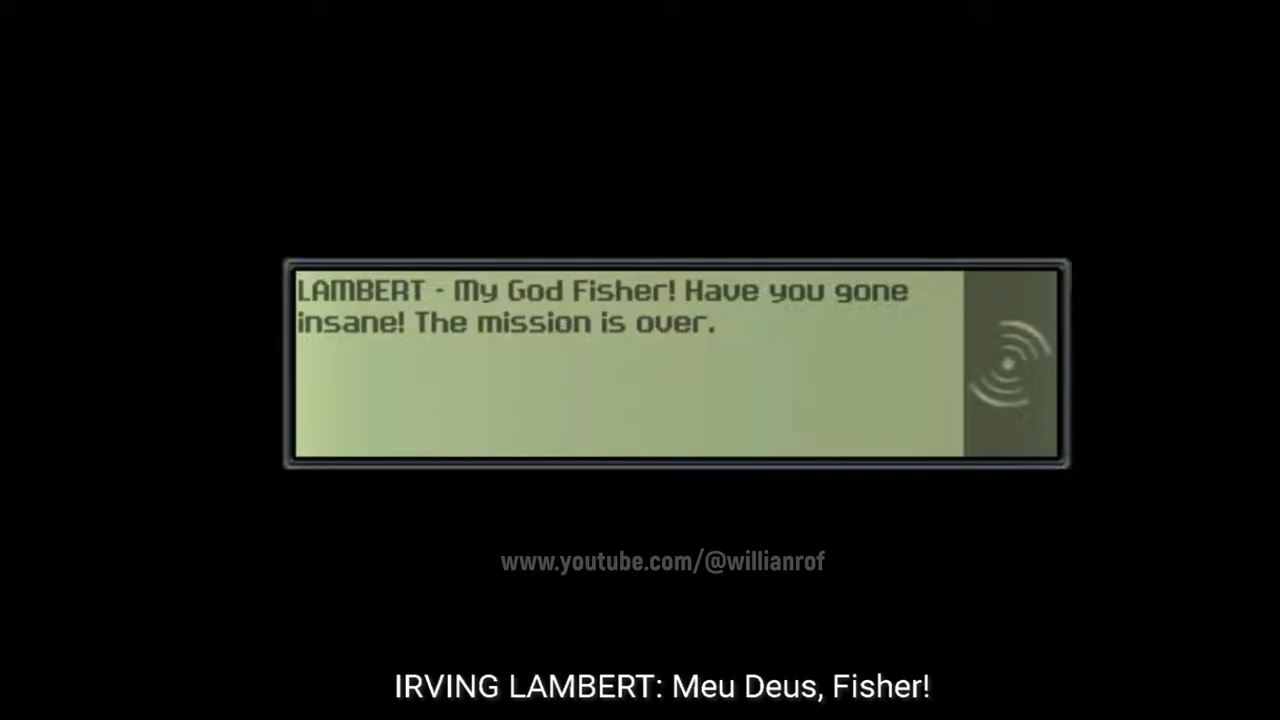 LAMBERT - My God Fisher! Have you gone
insane! The mission is over.
www.youtube.com/@willianrof
IRVING LAMBERT: Meu Deus, Fisher!